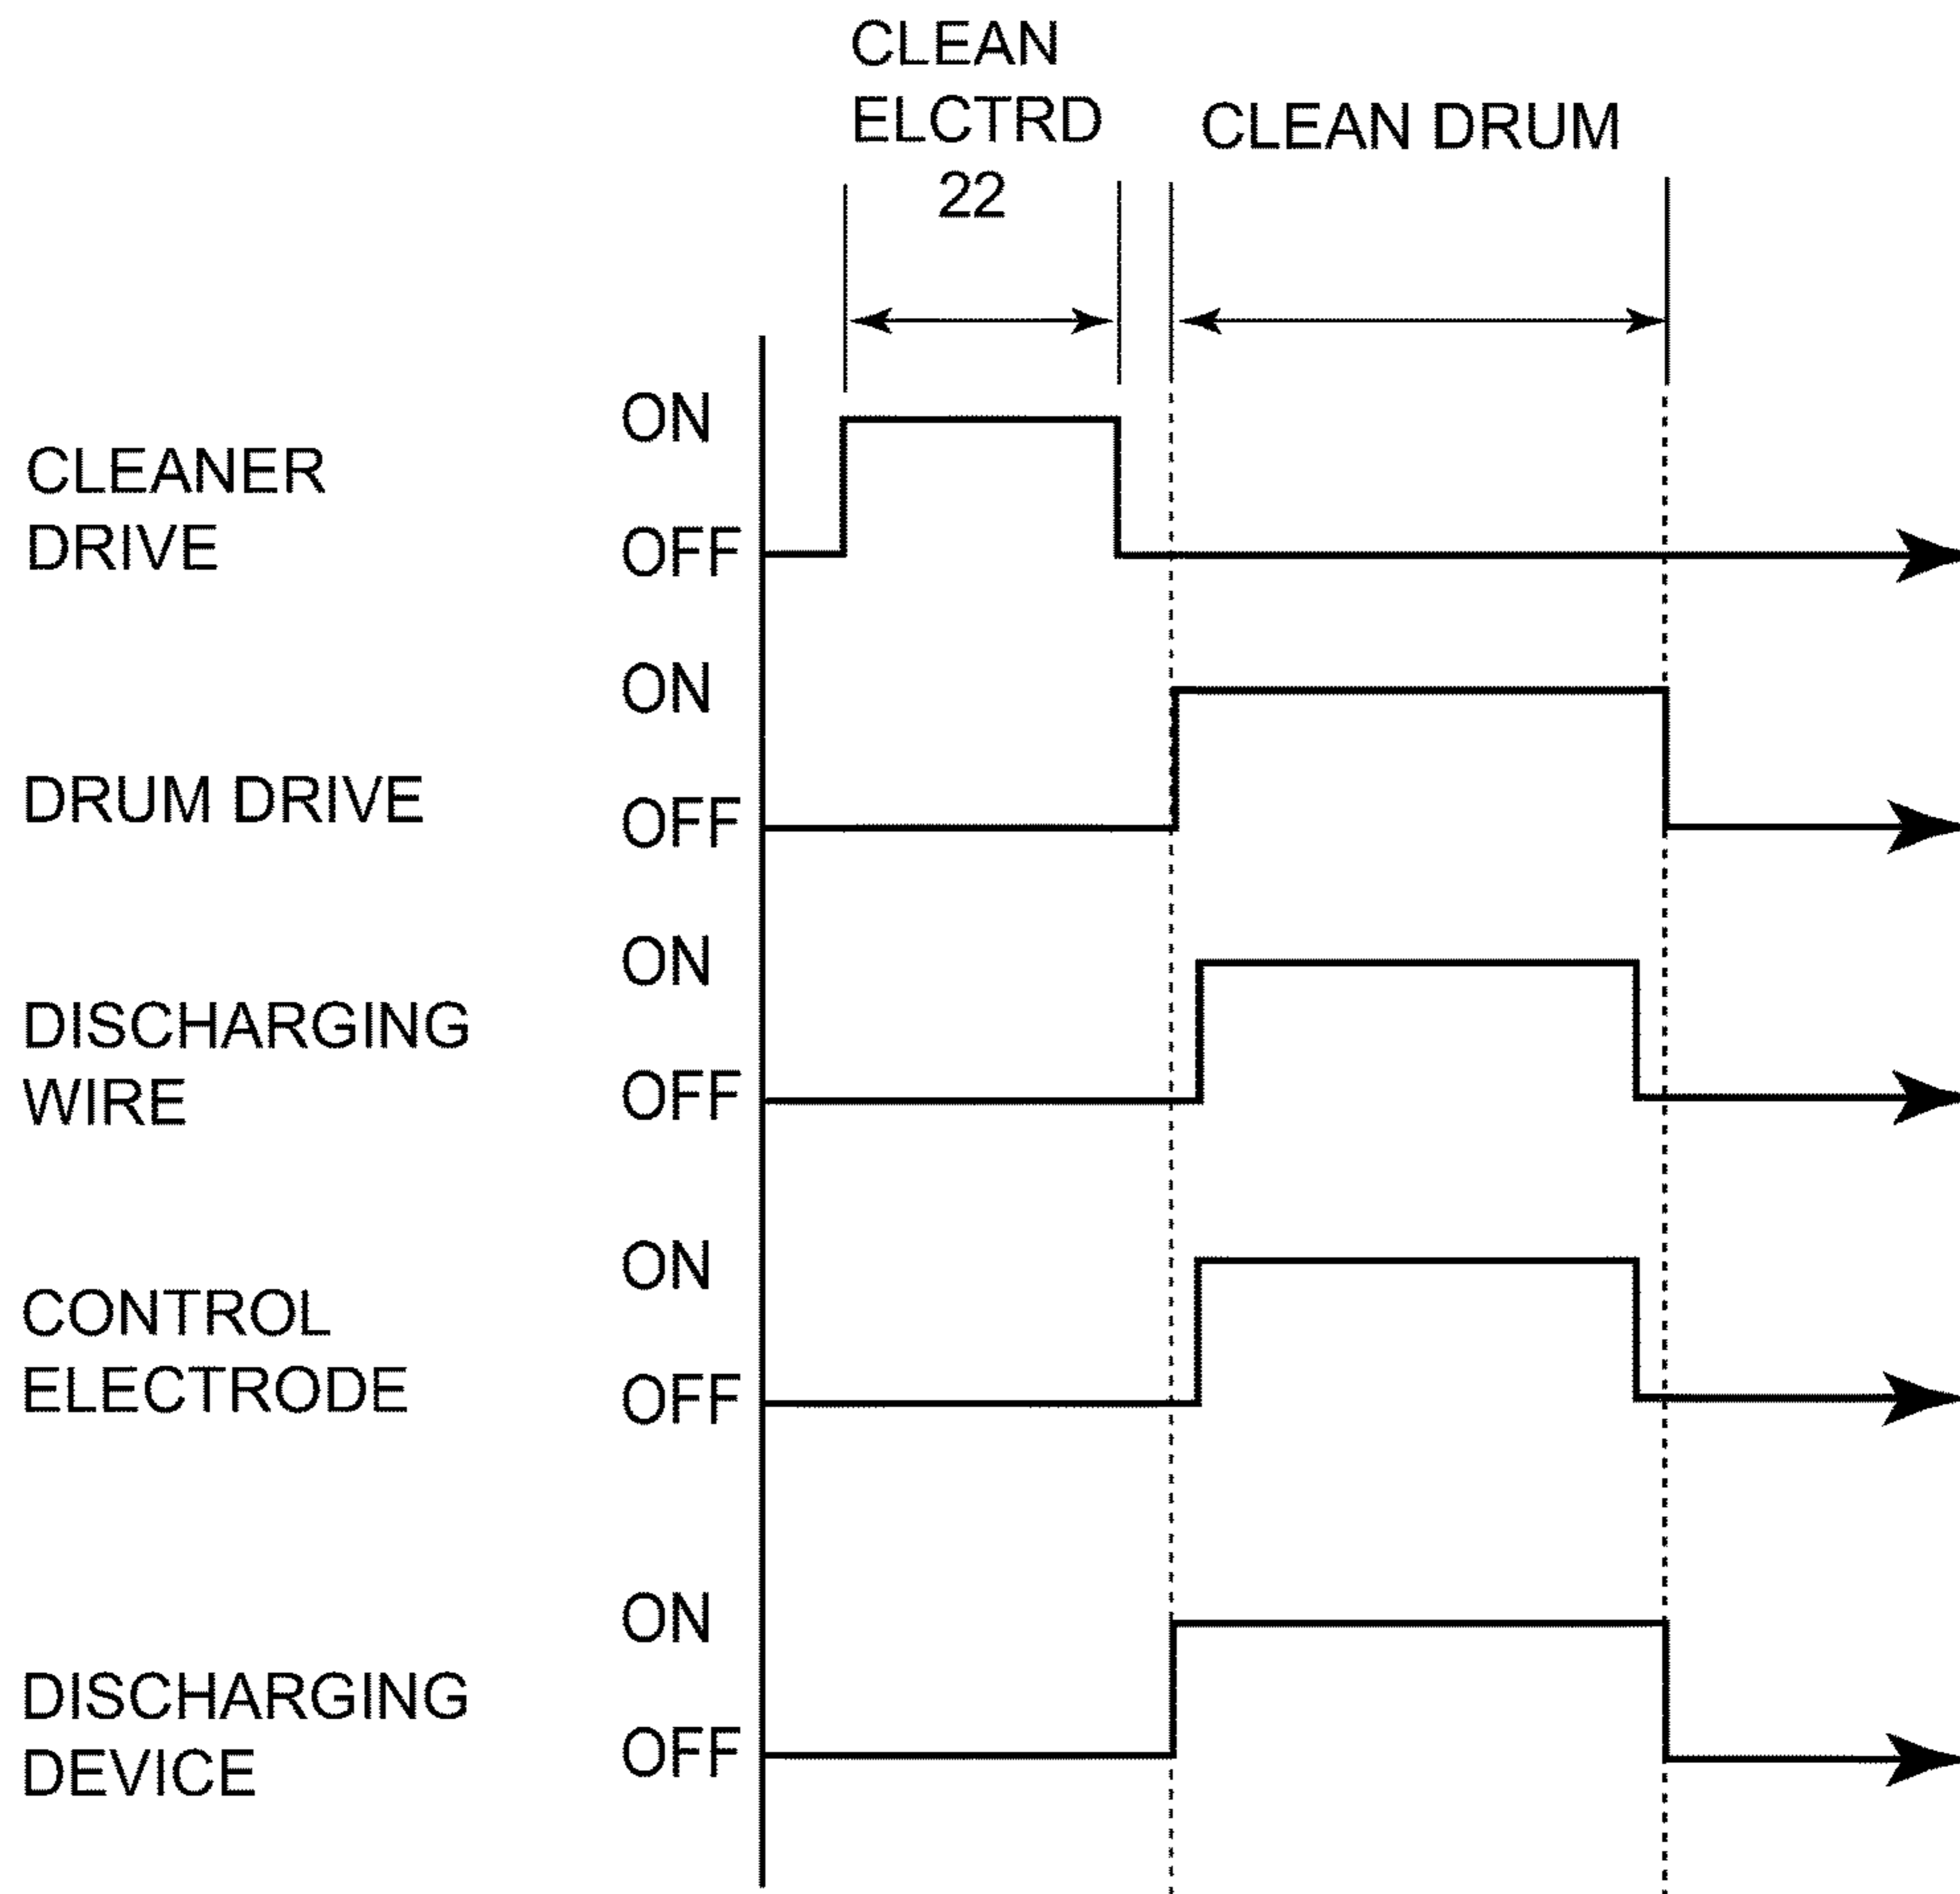 CLEAN
ELCTRD
22
CLEAN DRUM
ON
CLEANER
DRIVE
OFF
ON
DRUM DRIVE
OFF
ON
DISCHARGING
WIRE
OFF
ON
CONTROL
ELECTRODE
OFF
ON
DISCHARGING
DEVICE
OFF